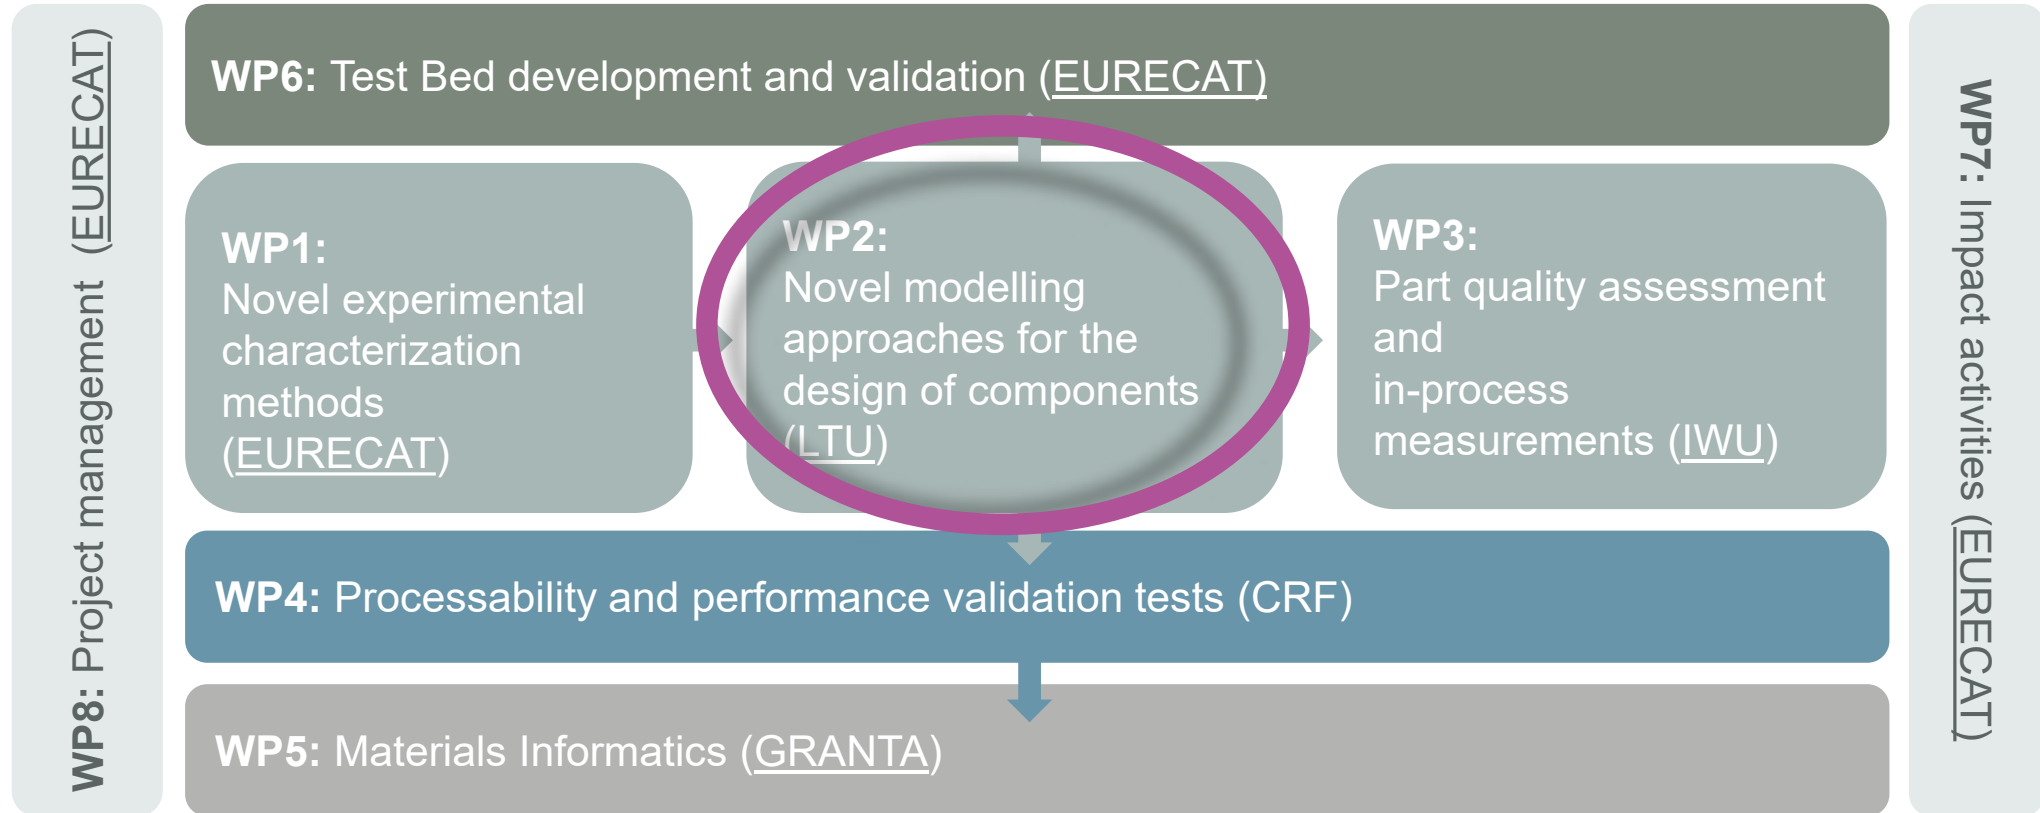 WP8: Project management (EURECAT)
WP6: Test Bed development and validation (EURECAT)
WP1:
Novel experimental
characterization
methods
(EURECAT)
WP2:
Novel modelling
approaches for the
design of components
(LTU)
WP3:
Part quality assessment
and
in-process
measurements (IWU)
WP4: Processability and performance validation tests (CRF)
WP5: Materials Informatics (GRANTA)
WP7: Impact activities (EURECAT)